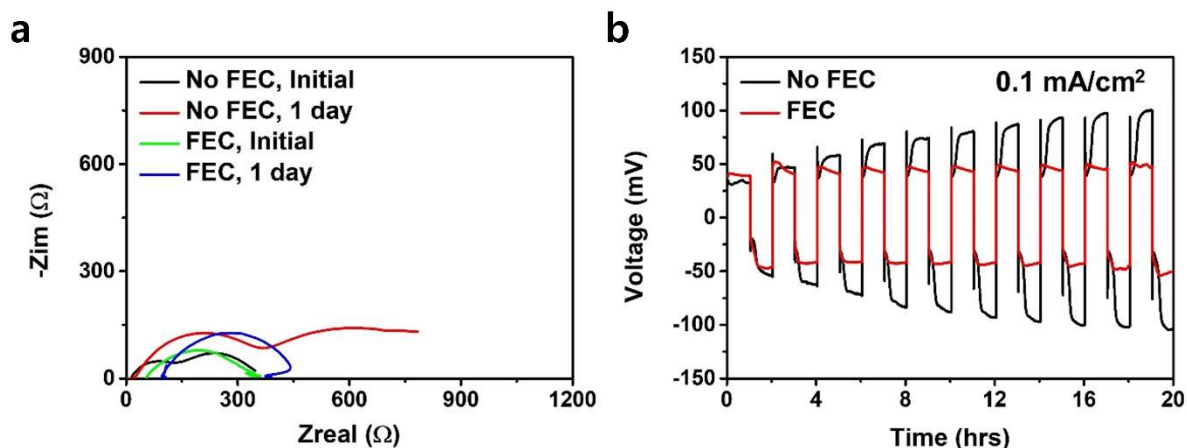 a
900
600
300
0
-Zim (Ω)
No FEC, Initial
No FEC, 1 day
FEC, Initial
FEC, 1 day
0 300 600 900 1200
Zreal (Ω)
b
150
100
50
0
-50
-100
-150
Voltage (mV)
No FEC
FEC
0.1 mA/cm²
0 4 8 12 16 20
Time (hrs)